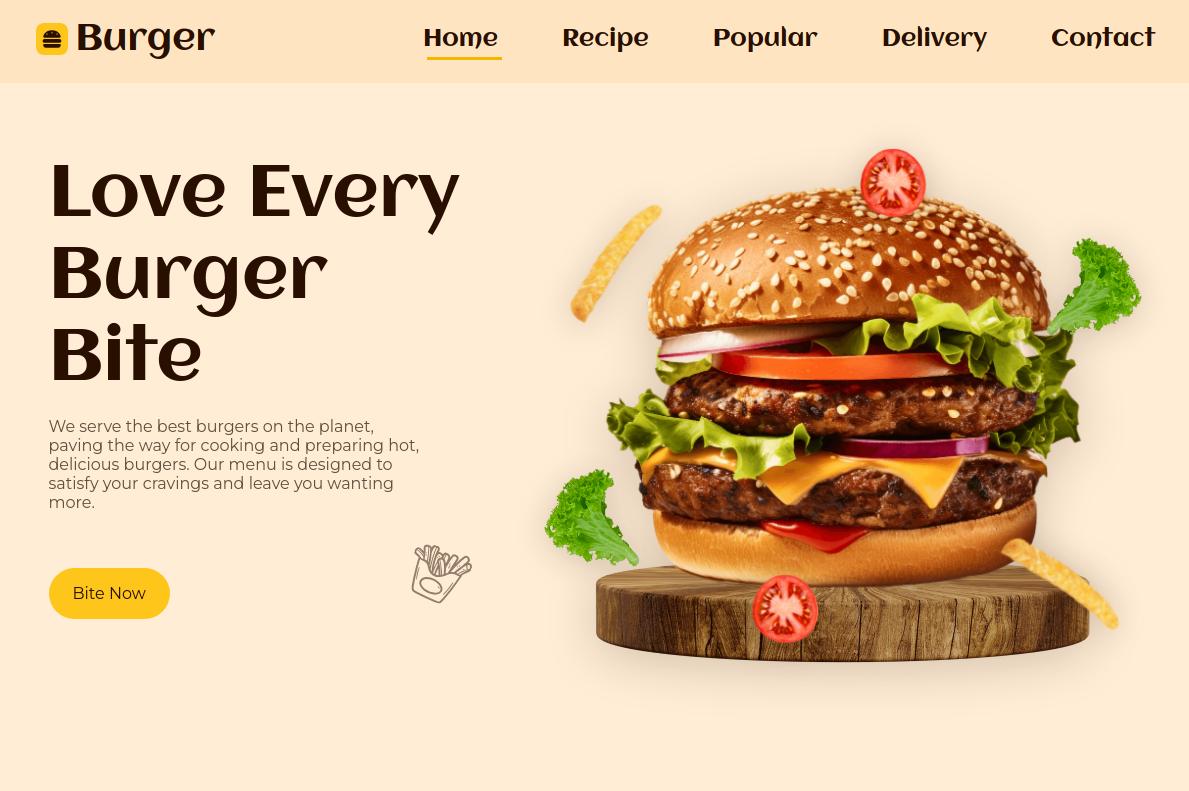 Burger
Home Recipe Popular Delivery Contact
Love Every
Burger
Bite
We serve the best burgers on the planet,
paving the way for cooking and preparing hot,
delicious burgers. Our menu is designed to
satisfy your cravings and leave you wanting
more.
Bite Now